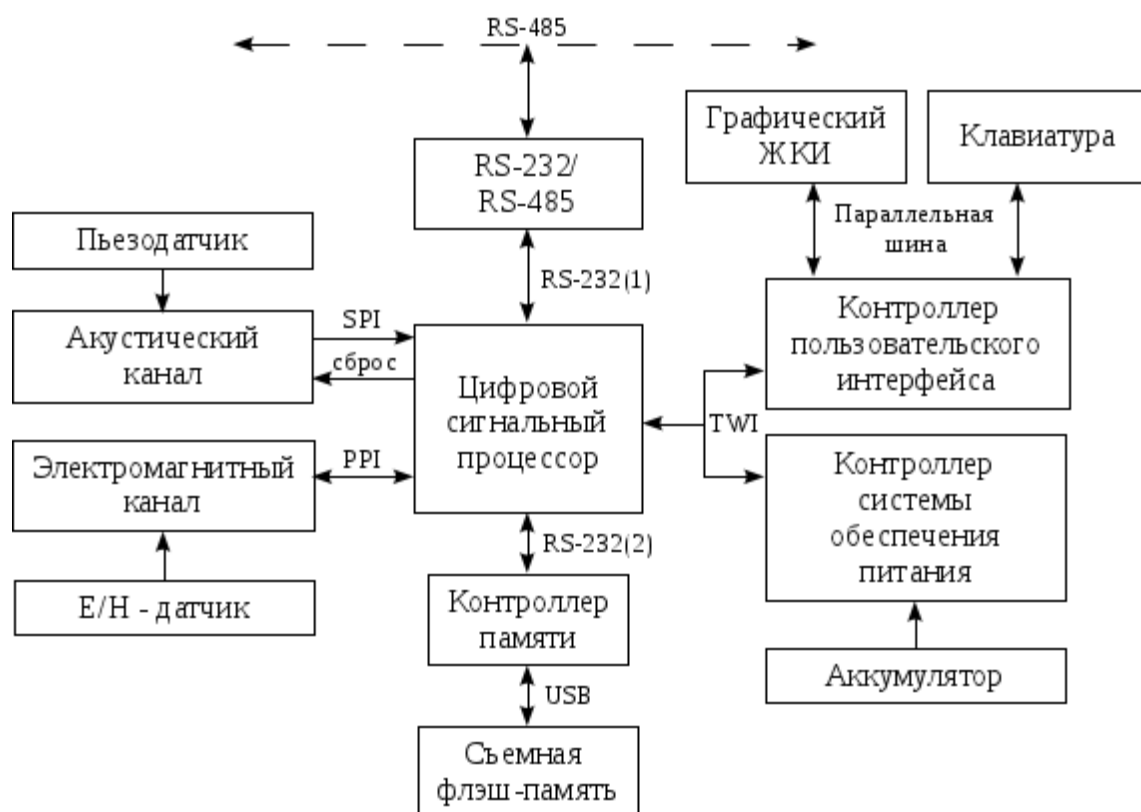 RS-485
Графический
ЖКИ
Клавиатура
RS-232/
RS-485
Параллельная
шина
Пьезодатчик
RS-232(1)
Акустический
канал
SPI
сброс
Цифровой
сигнальный
процессор
Контроллер
пользовательского
интерфейса
TWI
Электромагнитный
канал
PPI
Контроллер
системы
обеспечения
питания
RS-232(2)
E/H - датчик
Контроллер
памяти
Аккумулятор
USB
Съемная
флэш-память